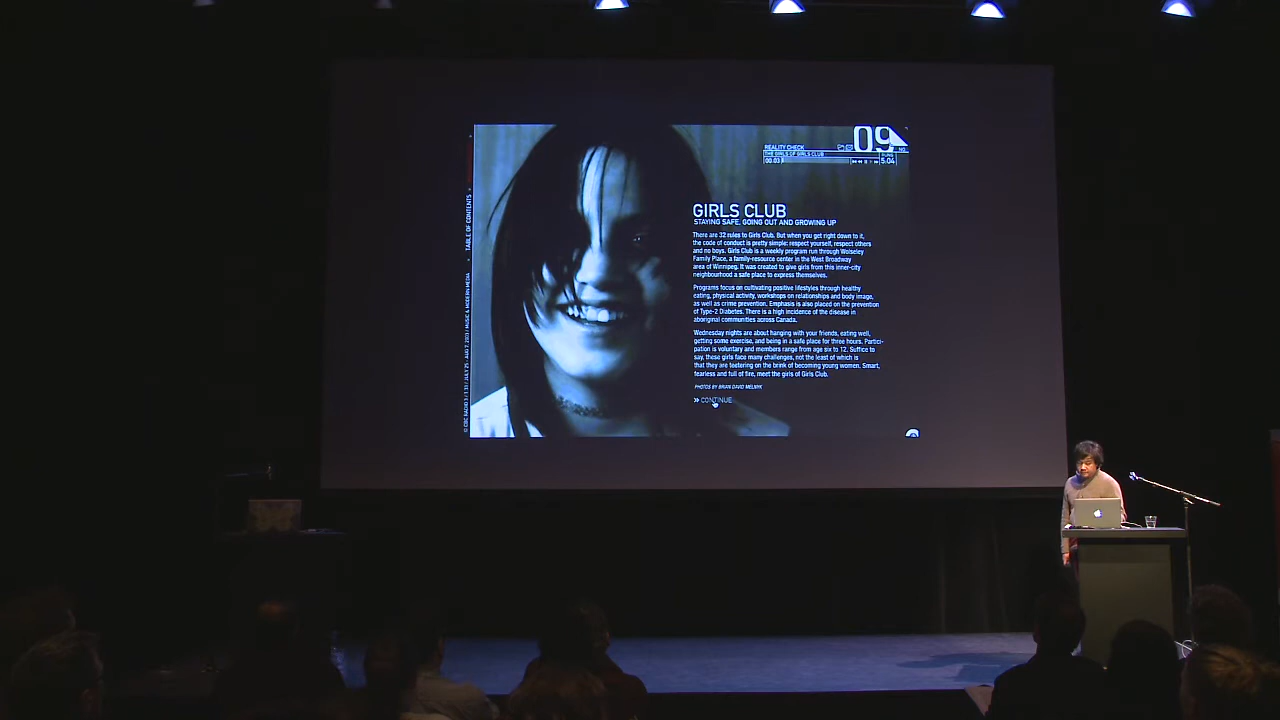 09
NO.
REALITY CHECK
THE GIRLS OF GIRLS CLUB
00.03
5.04
TABLE OF CONTENTS
GIRLS CLUB
STAYING SAFE, GOING OUT AND GROWING UP
There are 32 rules to Girls Club. But when you get right down to it,
the code of conduct is pretty simple: respect yourself, respect others
and no boys. Girls Club is a weekly program run through Wolseley
Family Place, a family-resource center in the West Broadway
area of Winnipeg. It was created to give girls from this inner-city
neighbourhood a safe place to express themselves.
Programs focus on cultivating positive lifestyles through healthy
eating, physical activity, workshops on relationships and body image,
as well as crime prevention. Emphasis is also placed on the prevention
of Type-2 Diabetes. There is a high incidence of the disease in
aboriginal communities across Canada.
Wednesday nights are about hanging with your friends, eating well,
getting some exercise, and being in a safe place for three hours. Partici-
pation is voluntary and members range from age six to 12. Suffice to
say, these girls face many challenges, not the least of which is
that they are teetering on the brink of becoming young women. Smart,
fearless and full of fire, meet the girls of Girls Club.
PHOTOS BY BRIAN DAVID MELNYK
>> CONTINUE